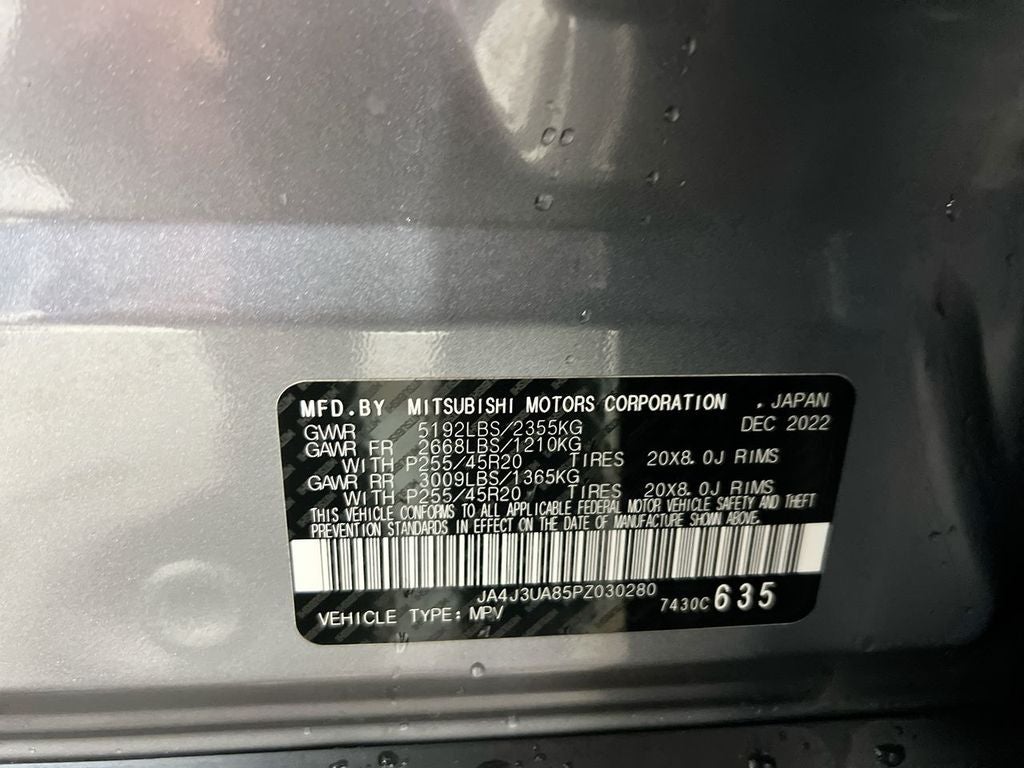 MFD.BY MITSUBISHI MOTORS CORPORATION , JAPAN
DEC 2022
GVWR 5192LBS/2355KG
GAWR FR 2668LBS/1210KG
WITH P255/45R20 TIRES 20X8.0J RIMS
GAWR RR 3009LBS/1365KG
WITH P255/45R20 TIRES 20X8.0J RIMS
THIS VEHICLE CONFORMS TO ALL APPLICABLE FEDERAL MOTOR VEHICLE SAFETY AND THEFT
PREVENTION STANDARDS IN EFFECT ON THE DATE OF MANUFACTURE SHOWN ABOVE.
JA4J3UA85PZ030280
VEHICLE TYPE: MPV 7430C 635